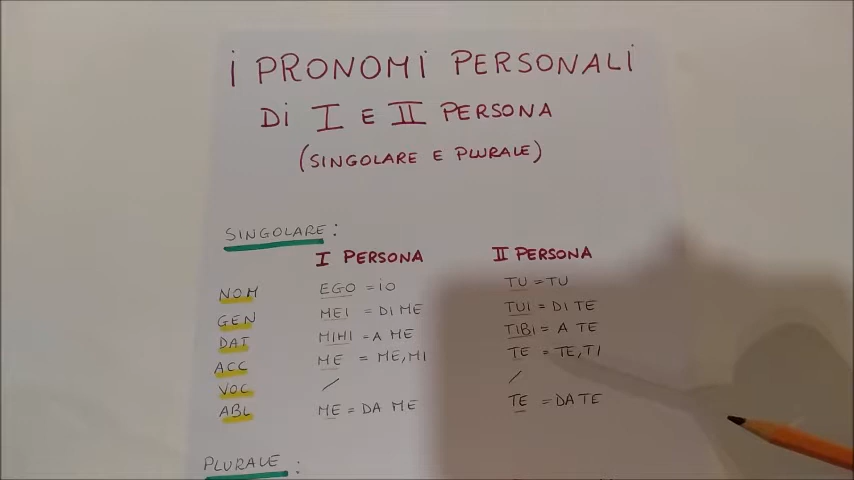 i PRONOMi PERSONALi
Di I E II PERSONA
(SINGOLARE E PLURALE)
SINGOLARE:
I PERSONA II PERSONA
NOM EGO = iO TU = TU
GEN MEI = Di ME TUI = Di TE
DAT MIHI = A ME TIBI = A TE
ACC ME = ME, MI TE = TE, TI
VOC / /
ABL ME = DA ME TE = DA TE
PLURALE: